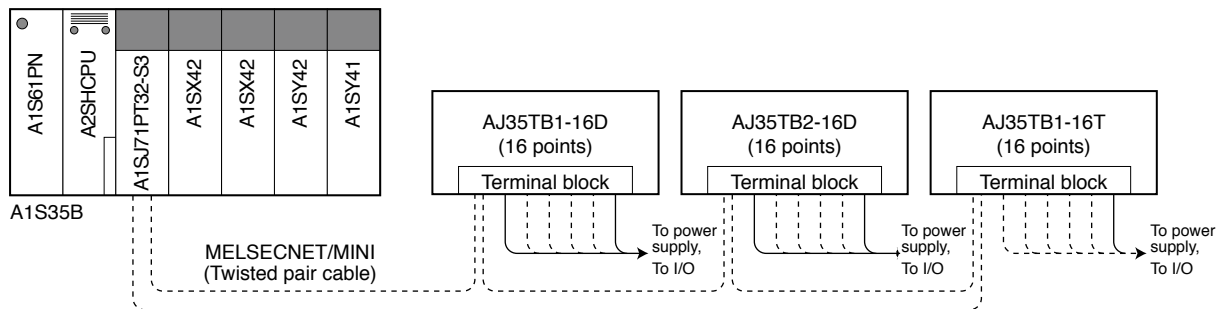 A1S61PN
A2SHCPU
A1SJ71PT32-S3
A1SX42
A1SX42
A1SY42
A1SY41
A1S35B
MELSECNET/MINI
(Twisted pair cable)
AJ35TB1-16D
(16 points)
Terminal block
To power
supply,
To I/O
AJ35TB2-16D
(16 points)
Terminal block
To power
supply,
To I/O
AJ35TB1-16T
(16 points)
Terminal block
To power
supply,
To I/O